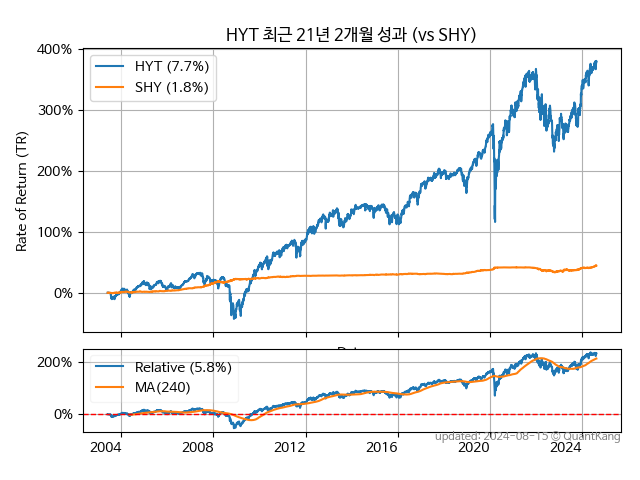 HYT 최근 21년 2개월 성과 (vs SHY)
400%
300%
200%
100%
0%
Rate of Return (TR)
HYT (7.7%)
SHY (1.8%)
200%
0%
Relative (5.8%)
MA(240)
2004 2008 2012 2016 2020 2024
updated: 2024-08-15 © QuantKang